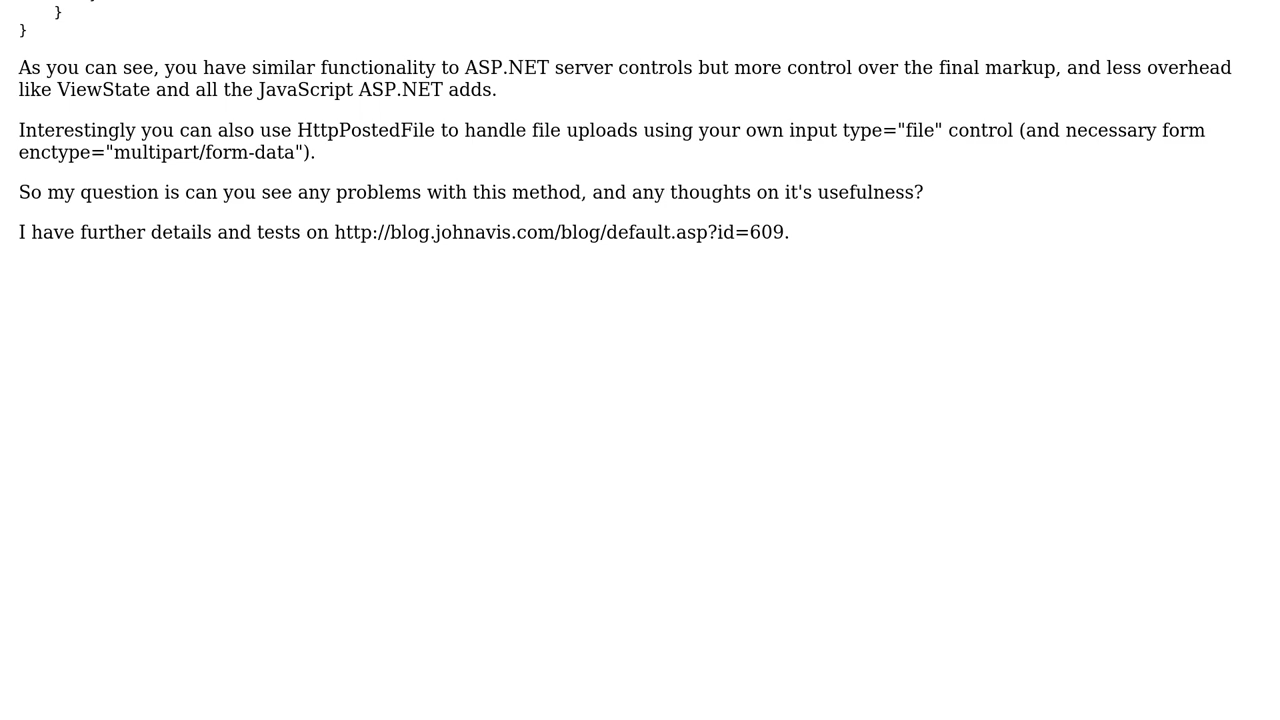 }
}
As you can see, you have similar functionality to ASP.NET server controls but more control over the final markup, and less overhead
like ViewState and all the JavaScript ASP.NET adds.
Interestingly you can also use HttpPostedFile to handle file uploads using your own input type="file" control (and necessary form
enctype="multipart/form-data").
So my question is can you see any problems with this method, and any thoughts on it's usefulness?
I have further details and tests on http://blog.johnavis.com/blog/default.asp?id=609.